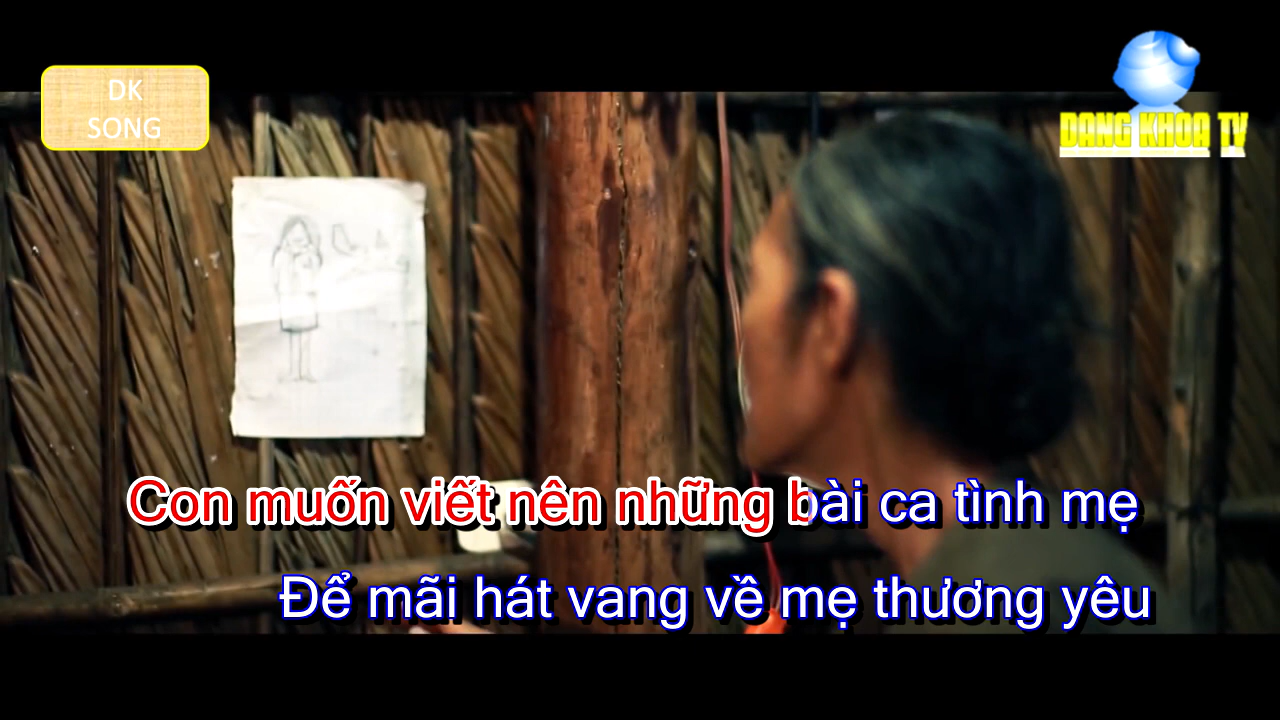 DK
SONG
DANG KHOA TV
Con muốn viết nên những bài ca tình mẹ
Để mãi hát vang về mẹ thương yêu